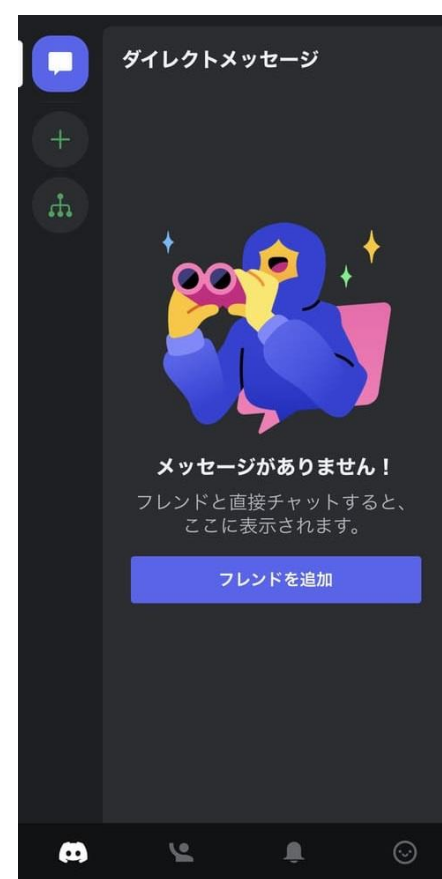 ダイレクトメッセージ
メッセージがありません！
フレンドと直接チャットすると、
ここに表示されます。
フレンドを追加